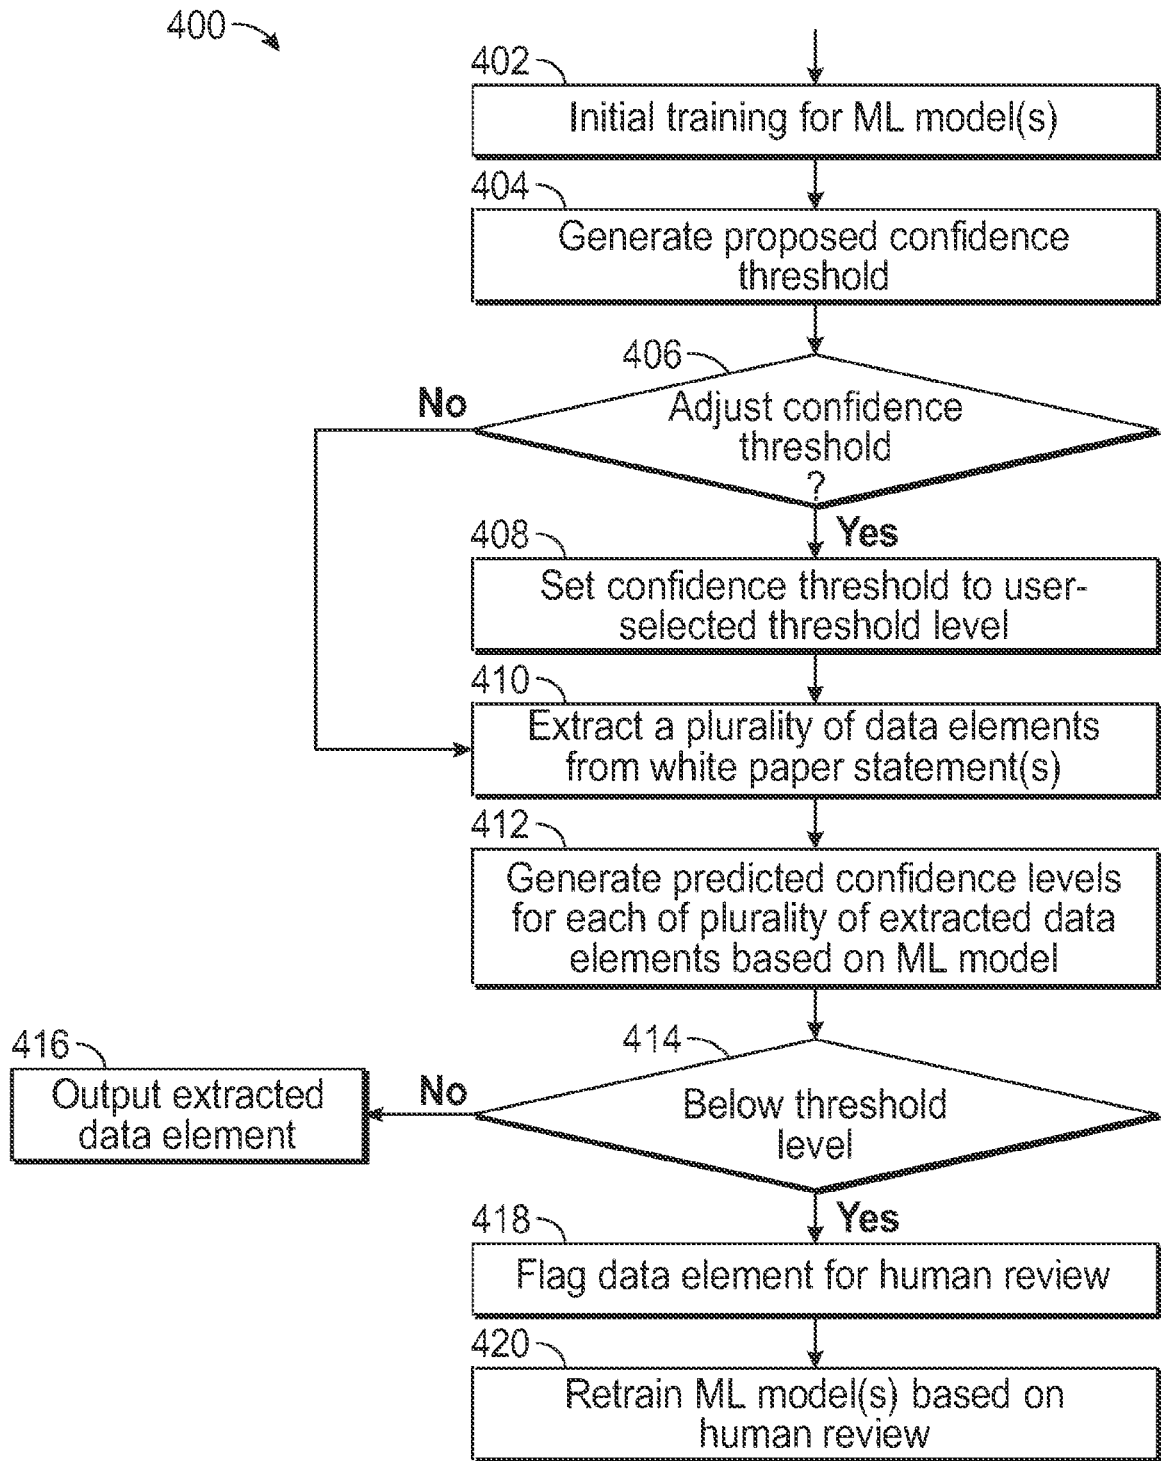 400
402
Initial training for ML model(s)
404
Generate proposed confidence
threshold
406
No
Adjust confidence
threshold
?
Yes
408
Set confidence threshold to user-
selected threshold level
410
Extract a plurality of data elements
from white paper statement(s)
412
Generate predicted confidence levels
for each of plurality of extracted data
elements based on ML model
414
416
Output extracted
data element
No
Below threshold
level
Yes
418
Flag data element for human review
420
Retrain ML model(s) based on
human review